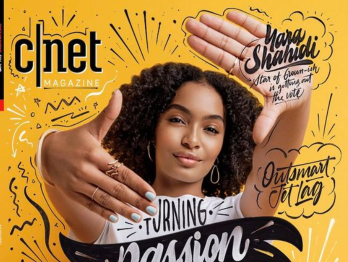 c|net
MAGAZINE
Yara
Shahidi
star of Grown-ish
is getting out
the vote
Outsmart
Jet lag
TURNING
Passion